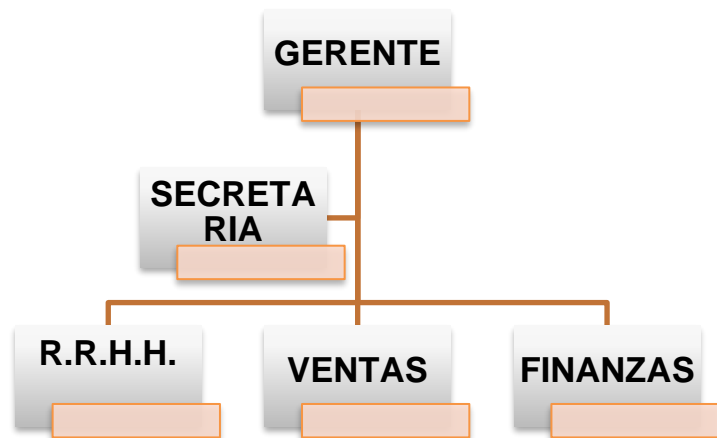 GERENTE
SECRETA
RIA
R.R.H.H.
VENTAS
FINANZAS